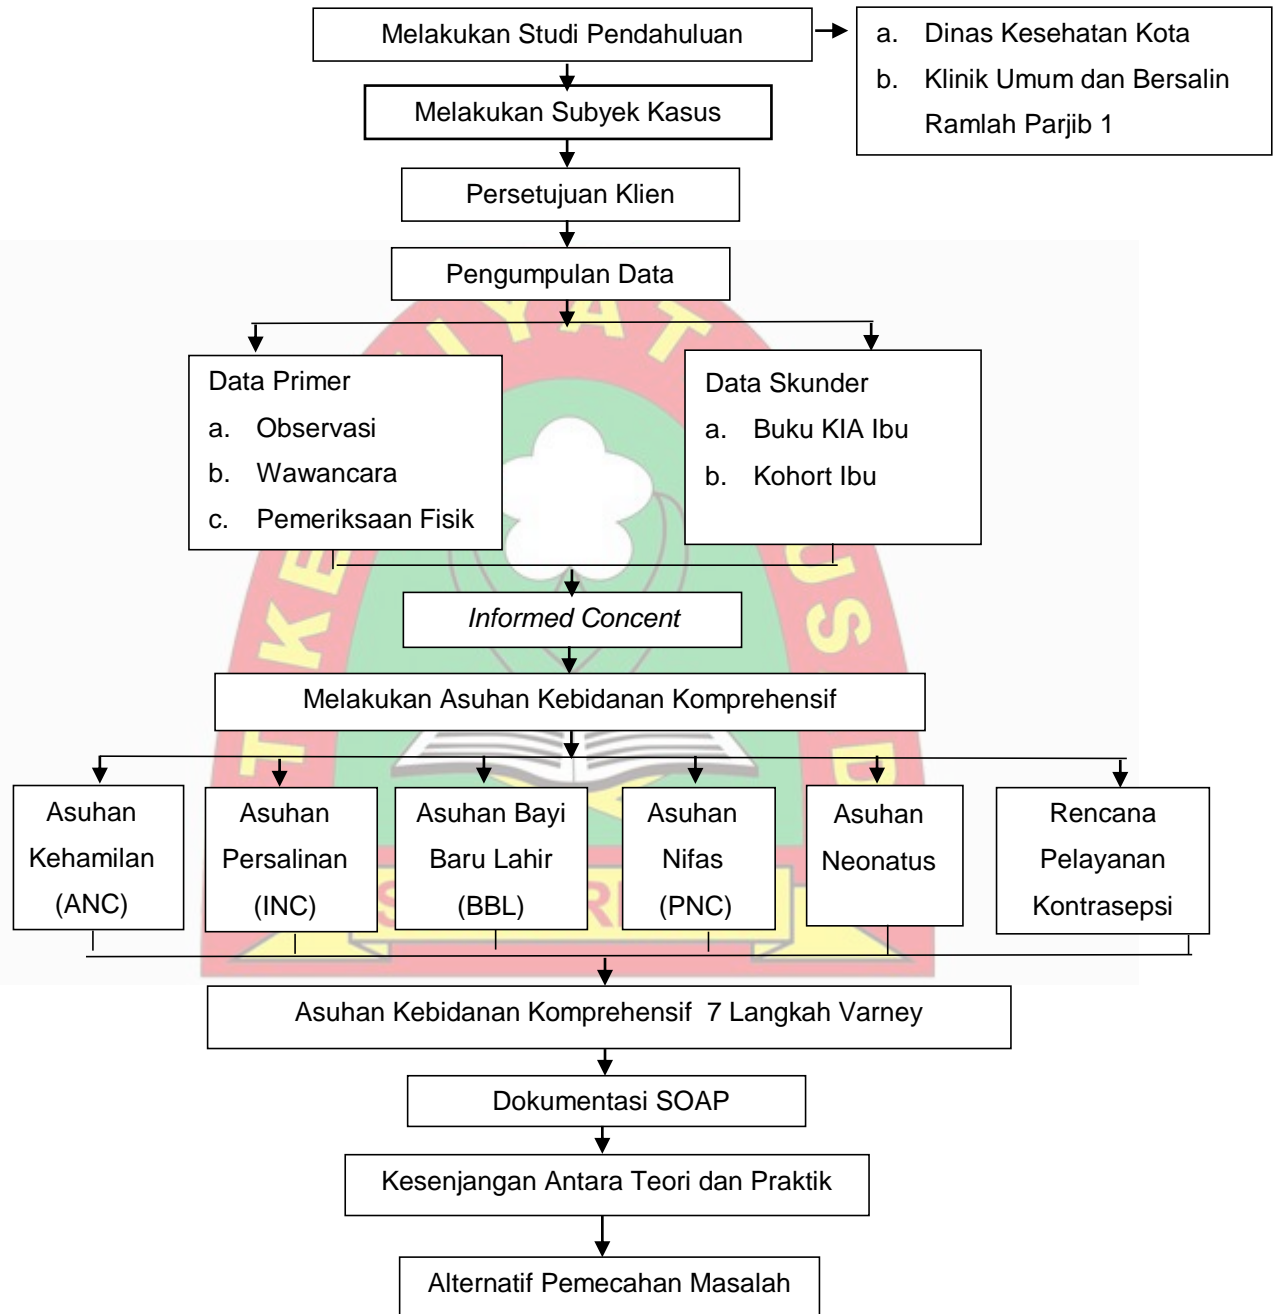 Melakukan Studi Pendahuluan
a. Dinas Kesehatan Kota
b. Klinik Umum dan Bersalin
Ramlah Parjib 1
Melakukan Subyek Kasus
Persetujuan Klien
Pengumpulan Data
Data Primer
a. Observasi
b. Wawancara
c. Pemeriksaan Fisik
Data Skunder
a. Buku KIA Ibu
b. Kohort Ibu
Informed Concent
Melakukan Asuhan Kebidanan Komprehensif
Asuhan
Kehamilan
(ANC)
Asuhan
Persalinan
(INC)
Asuhan Bayi
Baru Lahir
(BBL)
Asuhan
Nifas
(PNC)
Asuhan
Neonatus
Rencana
Pelayanan
Kontrasepsi
Asuhan Kebidanan Komprehensif 7 Langkah Varney
Dokumentasi SOAP
Kesenjangan Antara Teori dan Praktik
Alternatif Pemecahan Masalah